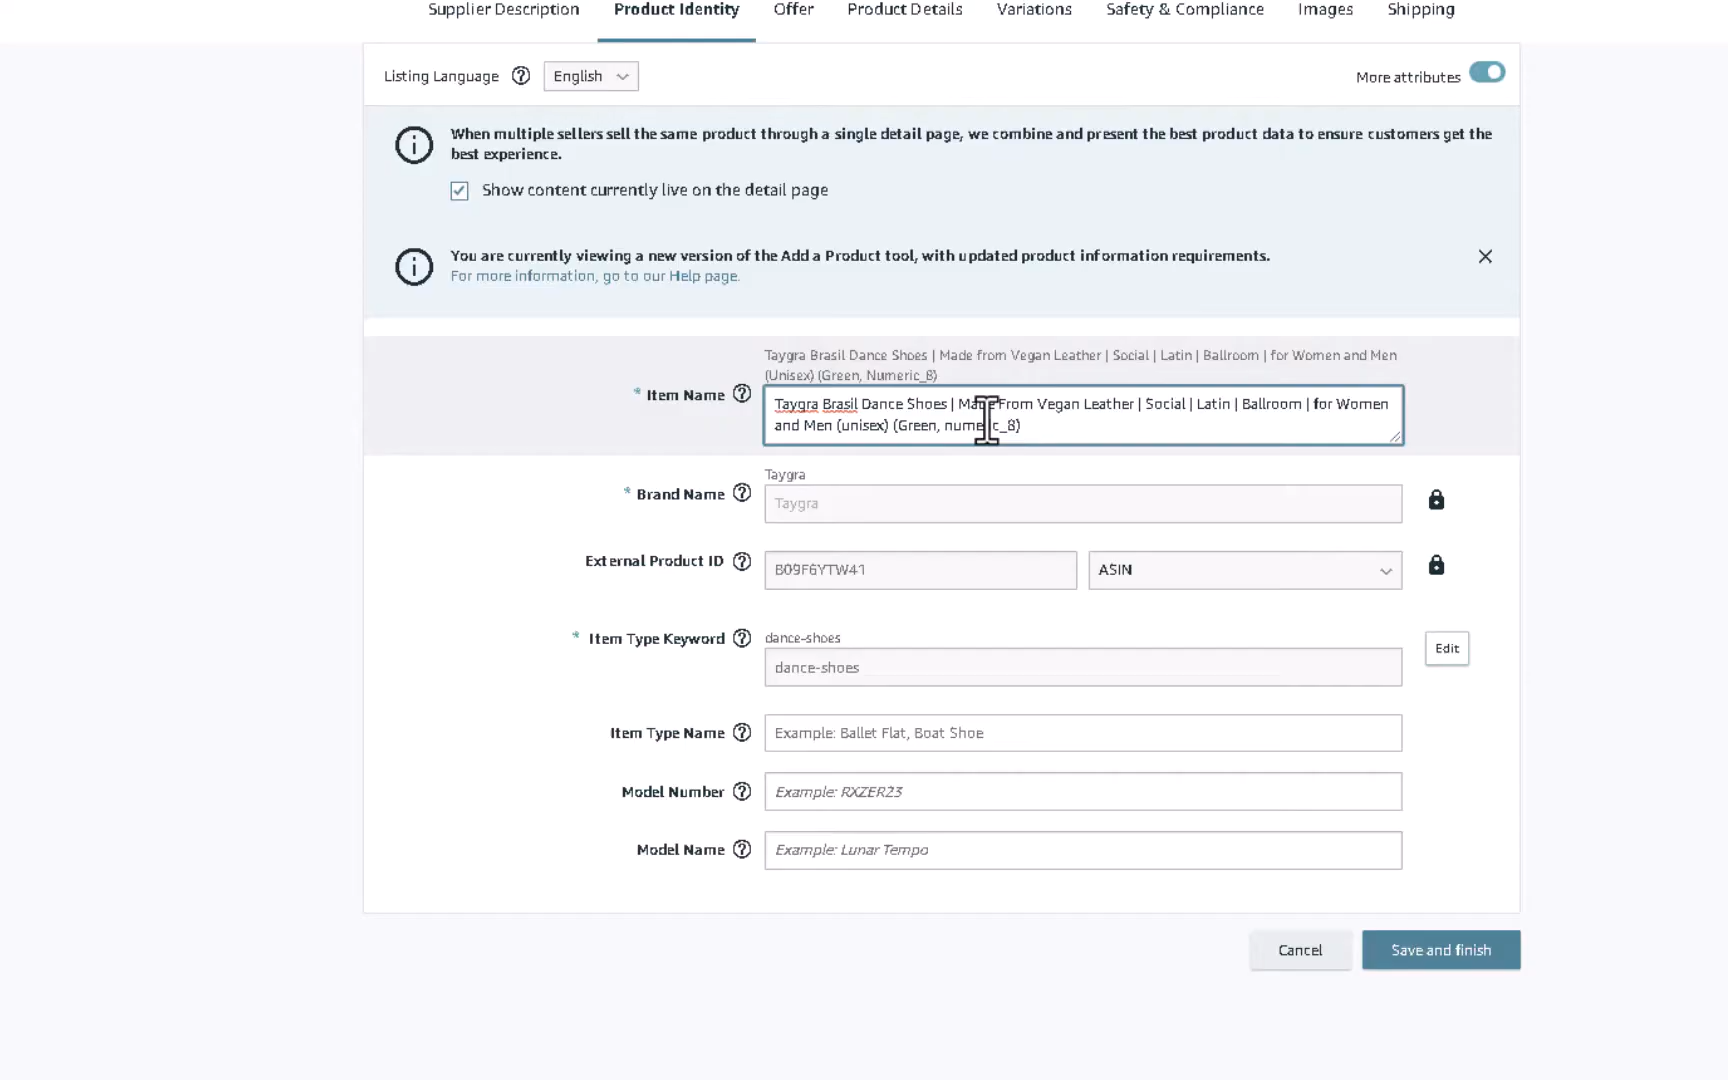 Supplier Description Product Identity Offer Product Details Variations Safety & Compliance Images Shipping
Listing Language English More attributes
When multiple sellers sell the same product through a single detail page, we combine and present the best product data to ensure customers get the
best experience.
Show content currently live on the detail page
You are currently viewing a new version of the Add a Product tool, with updated product information requirements.
For more information, go to our Help page.
Taygra Brasil Dance Shoes | Made from Vegan Leather | Social | Latin | Ballroom | for Women and Men
(Unisex) (Green, Numeric_8)
* Item Name
Taygra Brasil Dance Shoes | Made From Vegan Leather | Social | Latin | Ballroom | for Women
and Men (unisex) (Green, numeric_8)
Taygra
* Brand Name Taygra
External Product ID B09F6YTW41 ASIN
dance-shoes
* Item Type Keyword dance-shoes Edit
Item Type Name Example: Ballet Flat, Boat Shoe
Model Number Example: RXZER23
Model Name Example: Lunar Tempo
Cancel Save and finish